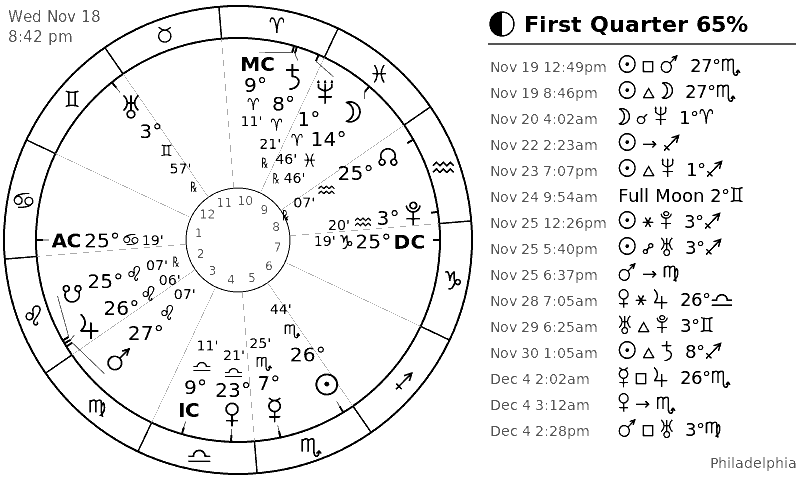 Wed Nov 18
8:42 pm
First Quarter 65%
Nov 19 12:49pm ☉ □ ♂ 27°♏
Nov 19 8:46pm ☉ △ ☽ 27°♏
Nov 20 4:02am ☽ ☌ ♆ 1°♈
Nov 22 2:23am ☉ → ♐
Nov 23 7:07pm ☉ △ ♆ 1°♐
Nov 24 9:54am Full Moon 2°♊
Nov 25 12:26pm ☉ ⚹ ♇ 3°♐
Nov 25 5:40pm ☉ ☍ ♅ 3°♐
Nov 25 6:37pm ♂ → ♍
Nov 28 7:05am ♀ ⚹ ♃ 26°♎
Nov 29 6:25am ♅ △ ♇ 3°♊
Nov 30 1:05am ☉ △ ♄ 8°♐
Dec 4 2:02am ☿ □ ♃ 26°♏
Dec 4 3:12am ♀ → ♏
Dec 4 2:28pm ♂ □ ♅ 3°♍
Philadelphia
MC 9° ♈ 11'
♄ 8° ♈ 21' ℞
♆ 1° ♈ 46' ℞
☽ 14° ♓ 46'
☊ 25° ♒ 07' ℞
♇ 3° ♒ 20'
DC 25° ♑ 19'
♅ 3° ♊ 57' ℞
AC 25° ♋ 19'
☋ 25° ♌ 07' ℞
♃ 26° ♌ 06'
♂ 27° ♌ 07'
IC 9° ♎ 11'
♀ 23° ♎ 21'
☿ 7° ♏ 25'
☉ 26° ♏ 44'
♈
♉
♊
♋
♌
♍
♎
♏
♐
♑
♒
♓
1
2
3
4
5
6
7
8
9
10
11
12